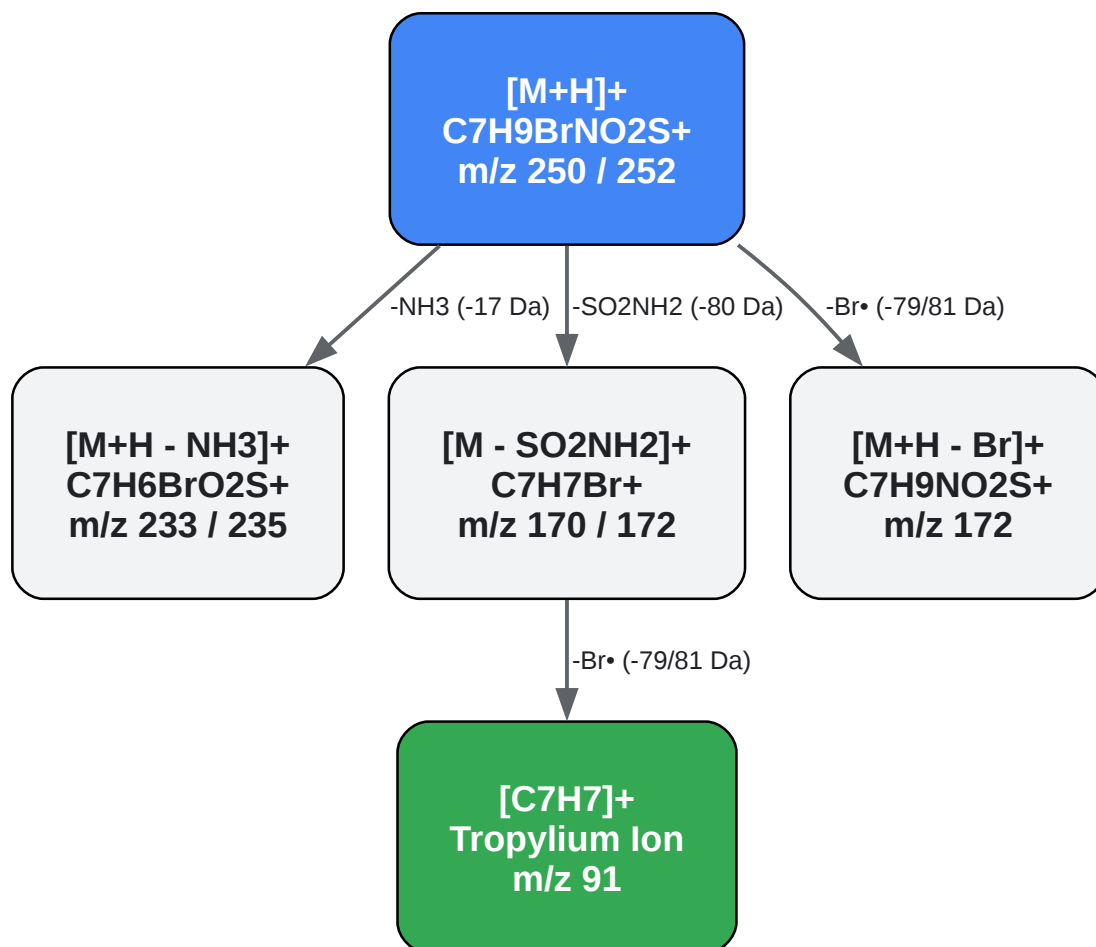 [M+H]+
C7H9BrNO2S+
m/z 250 / 252
-NH3 (-17 Da)
-SO2NH2 (-80 Da)
-Br• (-79/81 Da)
[M+H - NH3]+
C7H6BrO2S+
m/z 233 / 235
[M - SO2NH2]+
C7H7Br+
m/z 170 / 172
[M+H - Br]+
C7H9NO2S+
m/z 172
-Br• (-79/81 Da)
[C7H7]+
Tropylium Ion
m/z 91